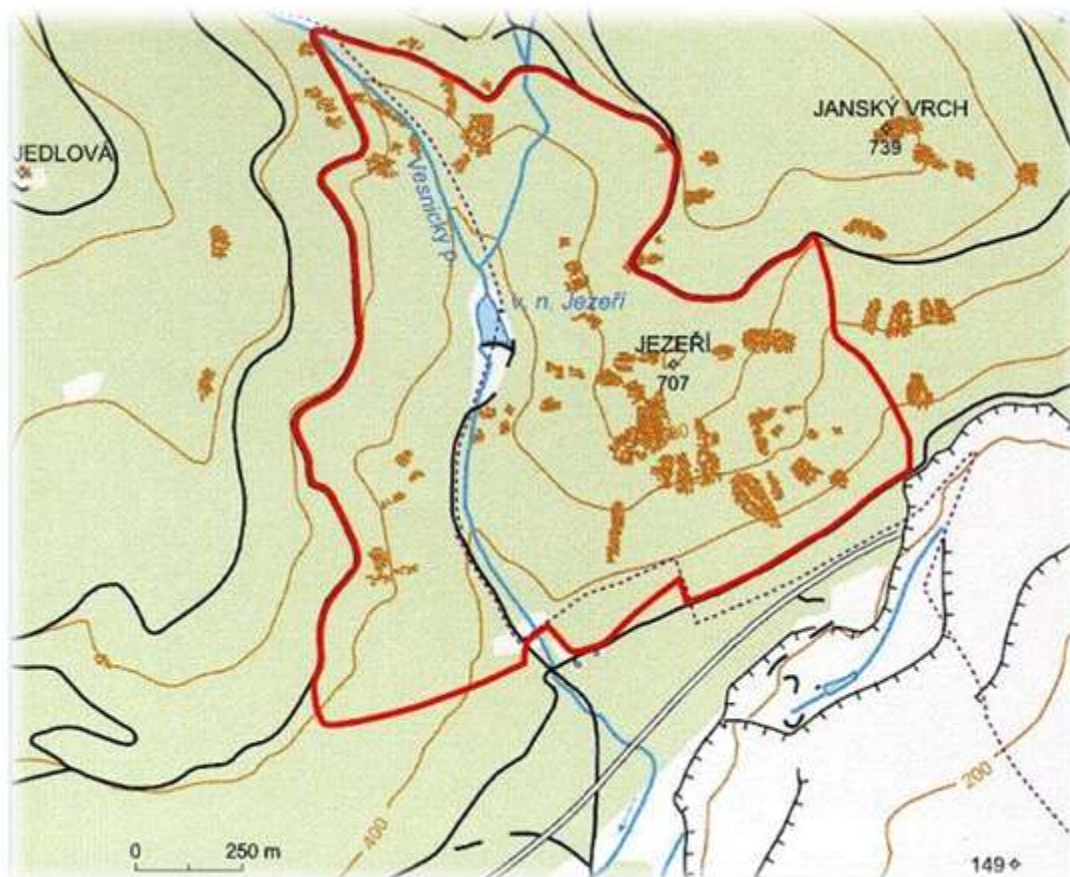 JANSKÝ VRCH
739
JEDLOVÁ
Vesnický p.
v. n. Jezeří
JEZEŘÍ
707
400
200
0 250 m
149